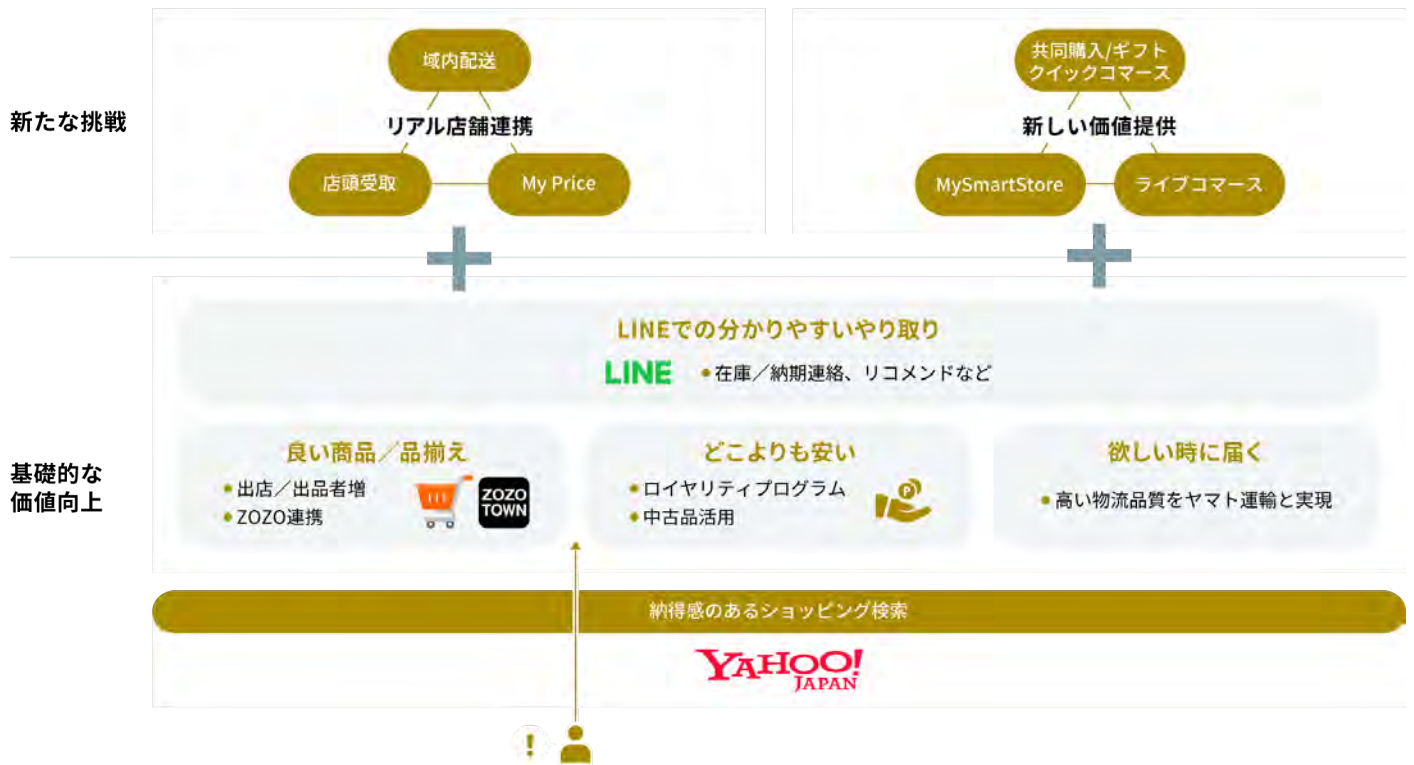 新たな挑戦
域内配送
リアル店舗連携
店頭受取
My Price
共同購入/ギフト
クイックコマース
新しい価値提供
MySmartStore
ライブコマース
基礎的な
価値向上
LINEでの分かりやすいやり取り
LINE
•在庫／納期連絡、リコメンドなど
良い商品／品揃え
•出店／出品者増
•ZOZO連携
ZOZO
TOWN
どこよりも安い
•ロイヤリティプログラム
•中古品活用
P
欲しい時に届く
•高い物流品質をヤマト運輸と実現
納得感のあるショッピング検索
YAHOO!
JAPAN
!